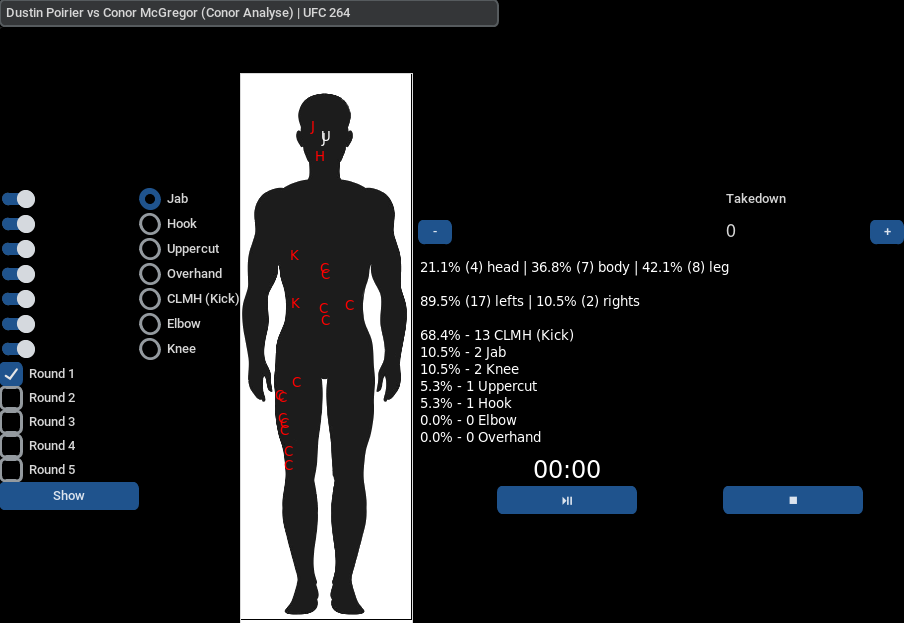 Dustin Poirier vs Conor McGregor (Conor Analyse) | UFC 264
J
U
J
H
Jab
Takedown
Hook
- 0 +
Uppercut
K
21.1% (4) head | 36.8% (7) body | 42.1% (8) leg
C
C
Overhand
CLMH (Kick)
K
C
C
89.5% (17) lefts | 10.5% (2) rights
C
Elbow
68.4% - 13 CLMH (Kick)
Knee
10.5% - 2 Jab
10.5% - 2 Knee
Round 1
C
5.3% - 1 Uppercut
Round 2
C
C
5.3% - 1 Hook
Round 3
C
C
0.0% - 0 Elbow
C
0.0% - 0 Overhand
Round 4
C
Round 5
C
00:00
Show